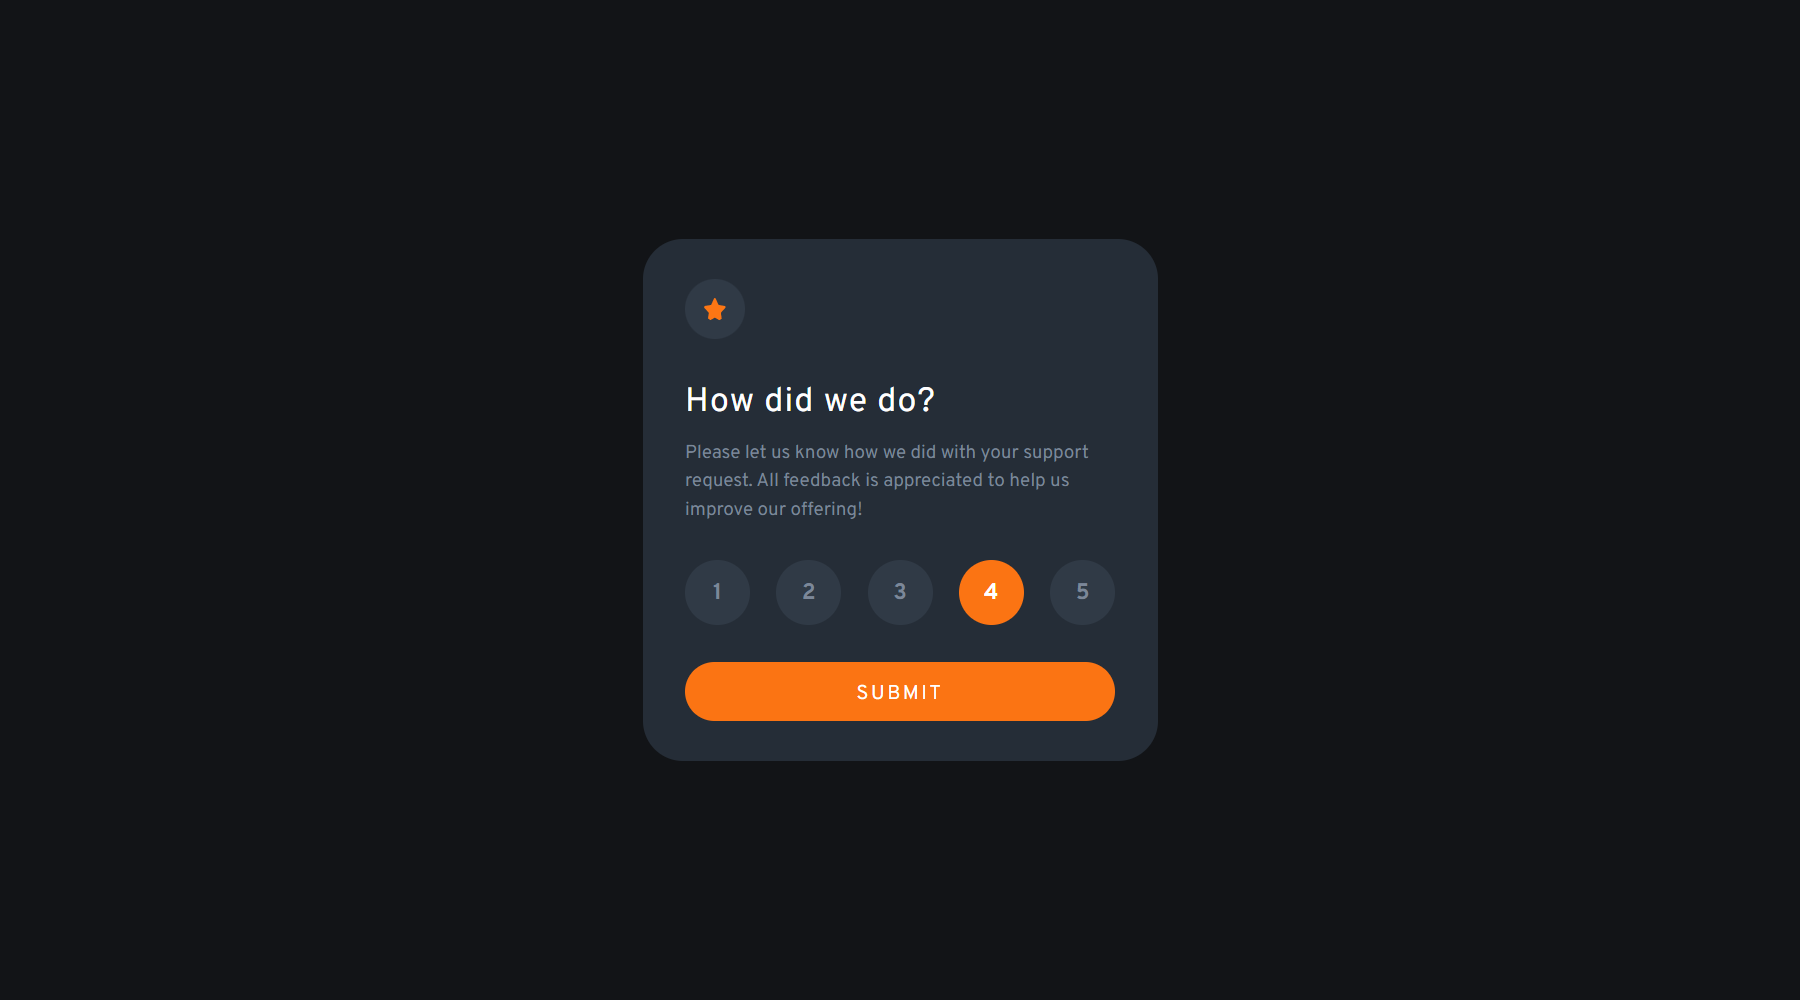 How did we do?
Please let us know how we did with your support
request. All feedback is appreciated to help us
improve our offering!
1 2 3 4 5
SUBMIT